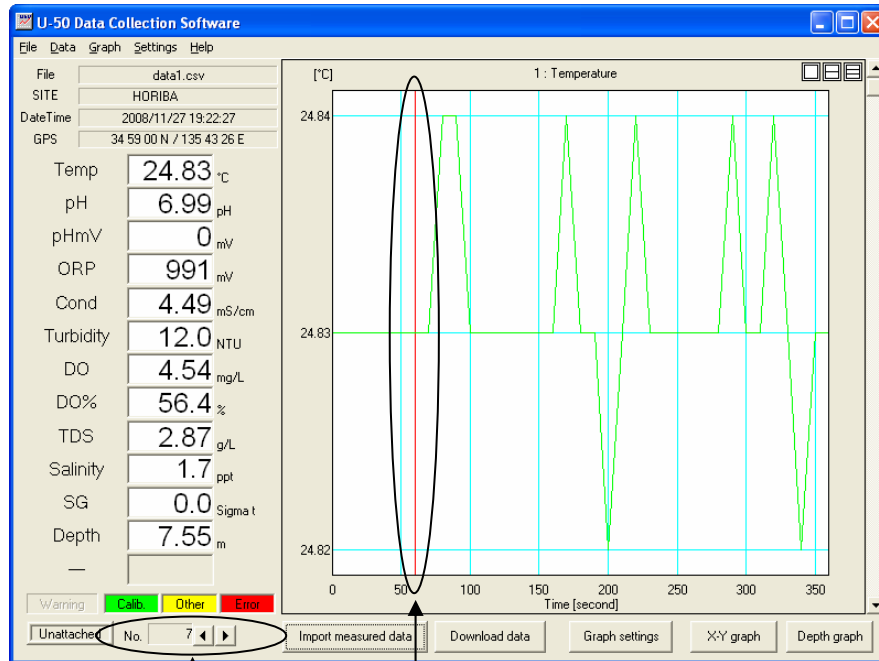 U-50 Data Collection Software
File Data Graph Settings Help
File data1.csv
SITE HORIBA
DateTime 2008/11/27 19:22:27
GPS 34 59 00 N / 135 43 26 E
Temp 24.83 °C
pH 6.99 pH
pHmV 0 mV
ORP 991 mV
Cond 4.49 mS/cm
Turbidity 12.0 NTU
DO 4.54 mg/L
DO% 56.4 %
TDS 2.87 g/L
Salinity 1.7 ppt
SG 0.0 Sigma t
Depth 7.55 m
—
Warning Calib. Other Error
Unattached No. 7
[°C] 1 : Temperature
24.84
24.83
24.82
0 50 100 150 200 250 300 350
Time [second]
Import measured data Download data Graph settings X-Y graph Depth graph